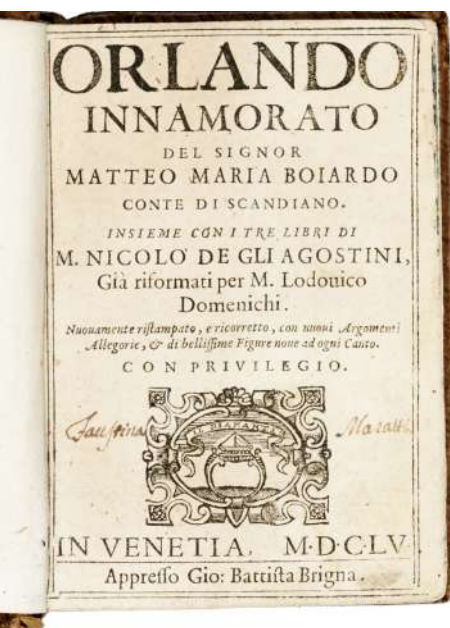 ORLANDO
INNAMORATO
DEL SIGNOR
MATTEO MARIA BOIARDO
CONTE DI SCANDIANO.
INSIEME CON I TRE LIBRI DI
M. NICOLO' DE GLI AGOSTINI,
Già riformati per M. Lodouico
Domenichi.
Nuouamente ristampato, e ricorretto, con nuoui Argomenti
Allegorie, & di bellissime Figure noue ad ogni Canto.
CON PRIVILEGIO.
Faustina Maratti
IN VENETIA, M·D·C·LV·
Appresso Gio: Battista Brigna.